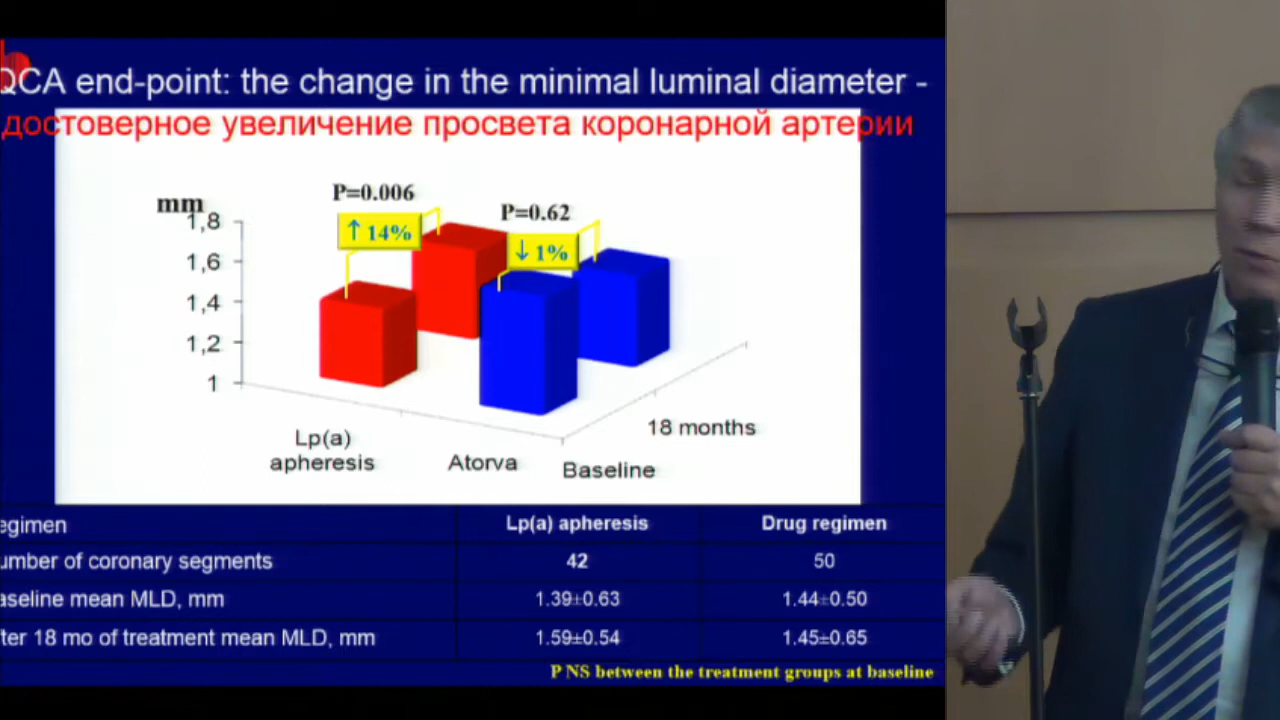 QCA end-point: the change in the minimal luminal diameter -
достоверное увеличение просвета коронарной артерии
mm
P=0.006
P=0.62
↑ 14%
↓ 1%
1,8
1,6
1,4
1,2
1
Lp(a) apheresis
Atorva
Baseline
18 months
egimen Lp(a) apheresis Drug regimen
umber of coronary segments 42 50
aseline mean MLD, mm 1.39±0.63 1.44±0.50
fter 18 mo of treatment mean MLD, mm 1.59±0.54 1.45±0.65
P NS between the treatment groups at baseline